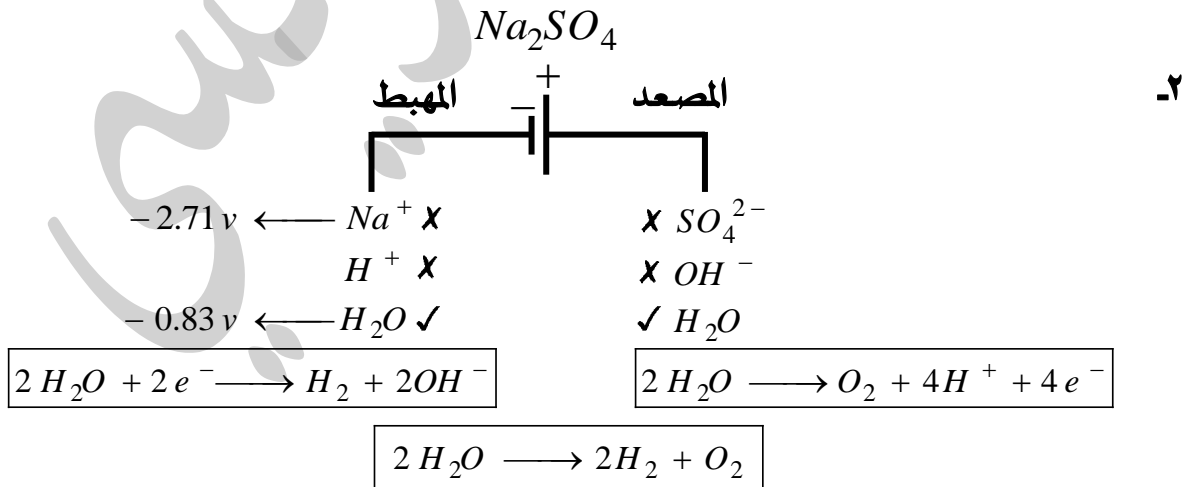 ٢ـ
Na₂SO₄
المصعد + − المهبط
− 2.71 v ⟵ Na⁺ ✗ ✗ SO₄²⁻
H⁺ ✗ ✗ OH⁻
− 0.83 v ⟵ H₂O ✓ ✓ H₂O
2 H₂O + 2 e⁻ ⟶ H₂ + 2OH⁻
2 H₂O ⟶ O₂ + 4H⁺ + 4 e⁻
2 H₂O ⟶ 2H₂ + O₂